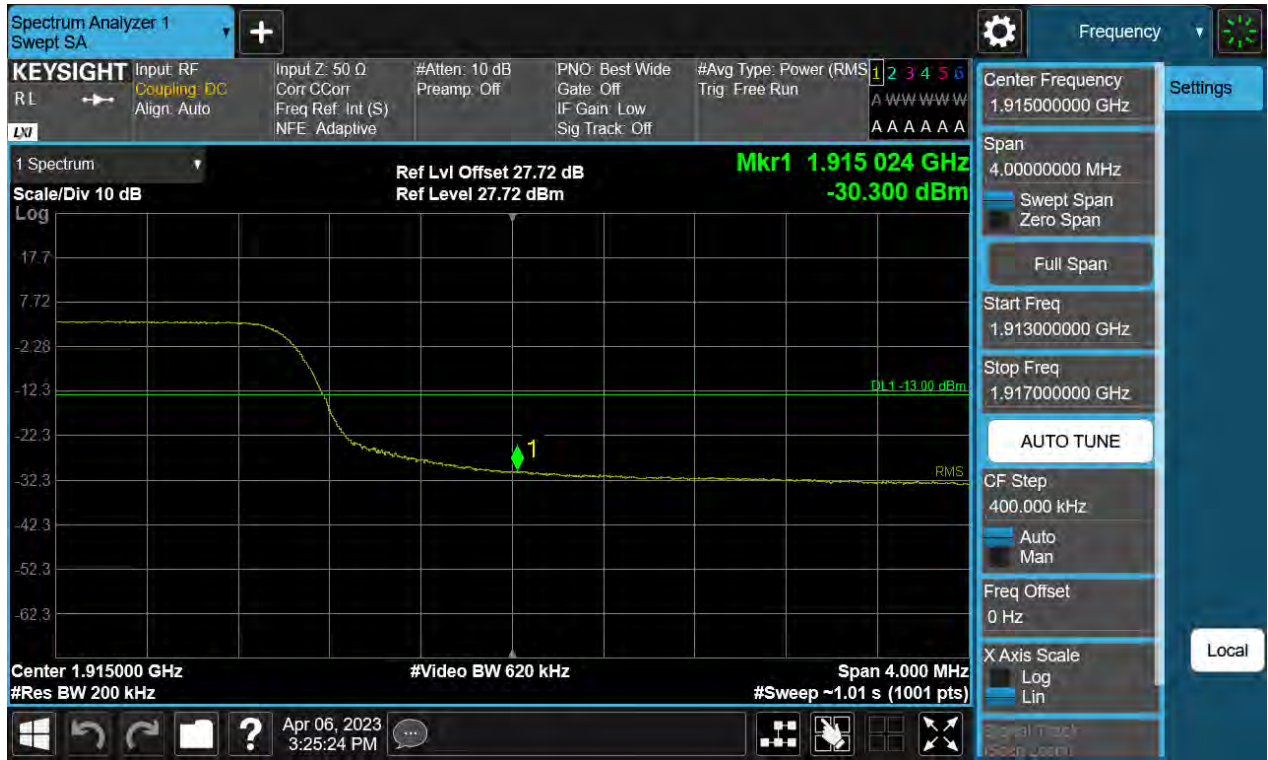 Spectrum Analyzer 1
Swept SA
Frequency
KEYSIGHT
RL
LXI
Input: RF
Coupling: DC
Align: Auto
Input Z: 50 Ω
Corr CCorr
Freq Ref: Int (S)
NFE: Adaptive
#Atten: 10 dB
Preamp: Off
PNO: Best Wide
Gate: Off
IF Gain: Low
Sig Track: Off
#Avg Type: Power (RMS
Trig: Free Run
1 2 3 4 5 6
A W W W W W
A A A A A A
Center Frequency
1.915000000 GHz
Settings
Span
4.00000000 MHz
Swept Span
Zero Span
Full Span
Start Freq
1.913000000 GHz
Stop Freq
1.917000000 GHz
AUTO TUNE
CF Step
400.000 kHz
Auto
Man
Freq Offset
0 Hz
X Axis Scale
Log
Lin
Local
1 Spectrum
Scale/Div 10 dB
Log
Ref Lvl Offset 27.72 dB
Ref Level 27.72 dBm
Mkr1 1.915 024 GHz
-30.300 dBm
17.7
7.72
-2.28
-12.3
-22.3
-32.3
-42.3
-52.3
-62.3
DL1 -13.00 dBm
1
RMS
Center 1.915000 GHz
#Video BW 620 kHz
Span 4.000 MHz
#Res BW 200 kHz
#Sweep ~1.01 s (1001 pts)
?
Apr 06, 2023
3:25:24 PM